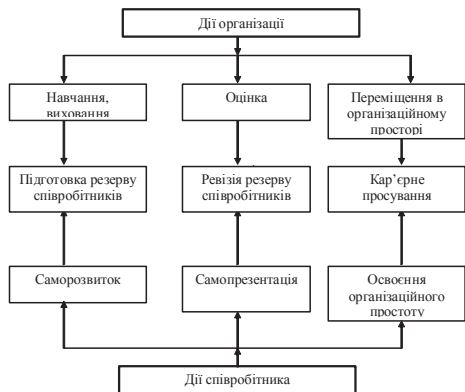 Дії організації
Навчання,
виховання
Оцінка
Переміщення в
організаційному
просторі
Підготовка резерву
співробітників
Ревізія резерву
співробітників
Кар’єрне
просування
Саморозвиток
Самопрезентація
Освоєння
організаційного
простоту
Дії співробітника